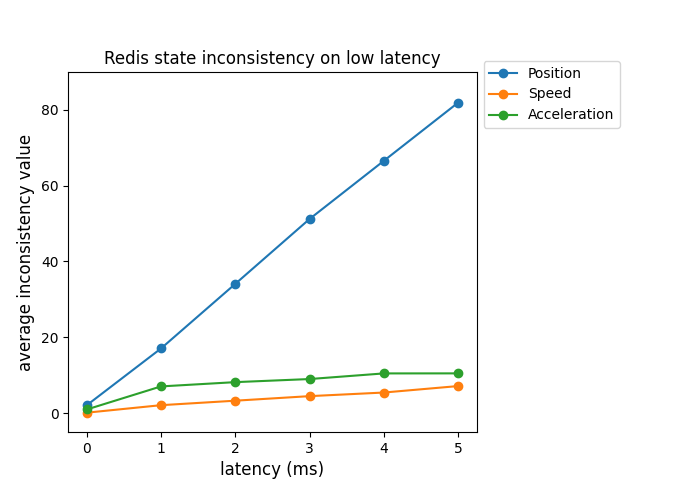 Redis state inconsistency on low latency
Position
Speed
Acceleration
average inconsistency value
80
60
40
20
0
0 1 2 3 4 5
latency (ms)